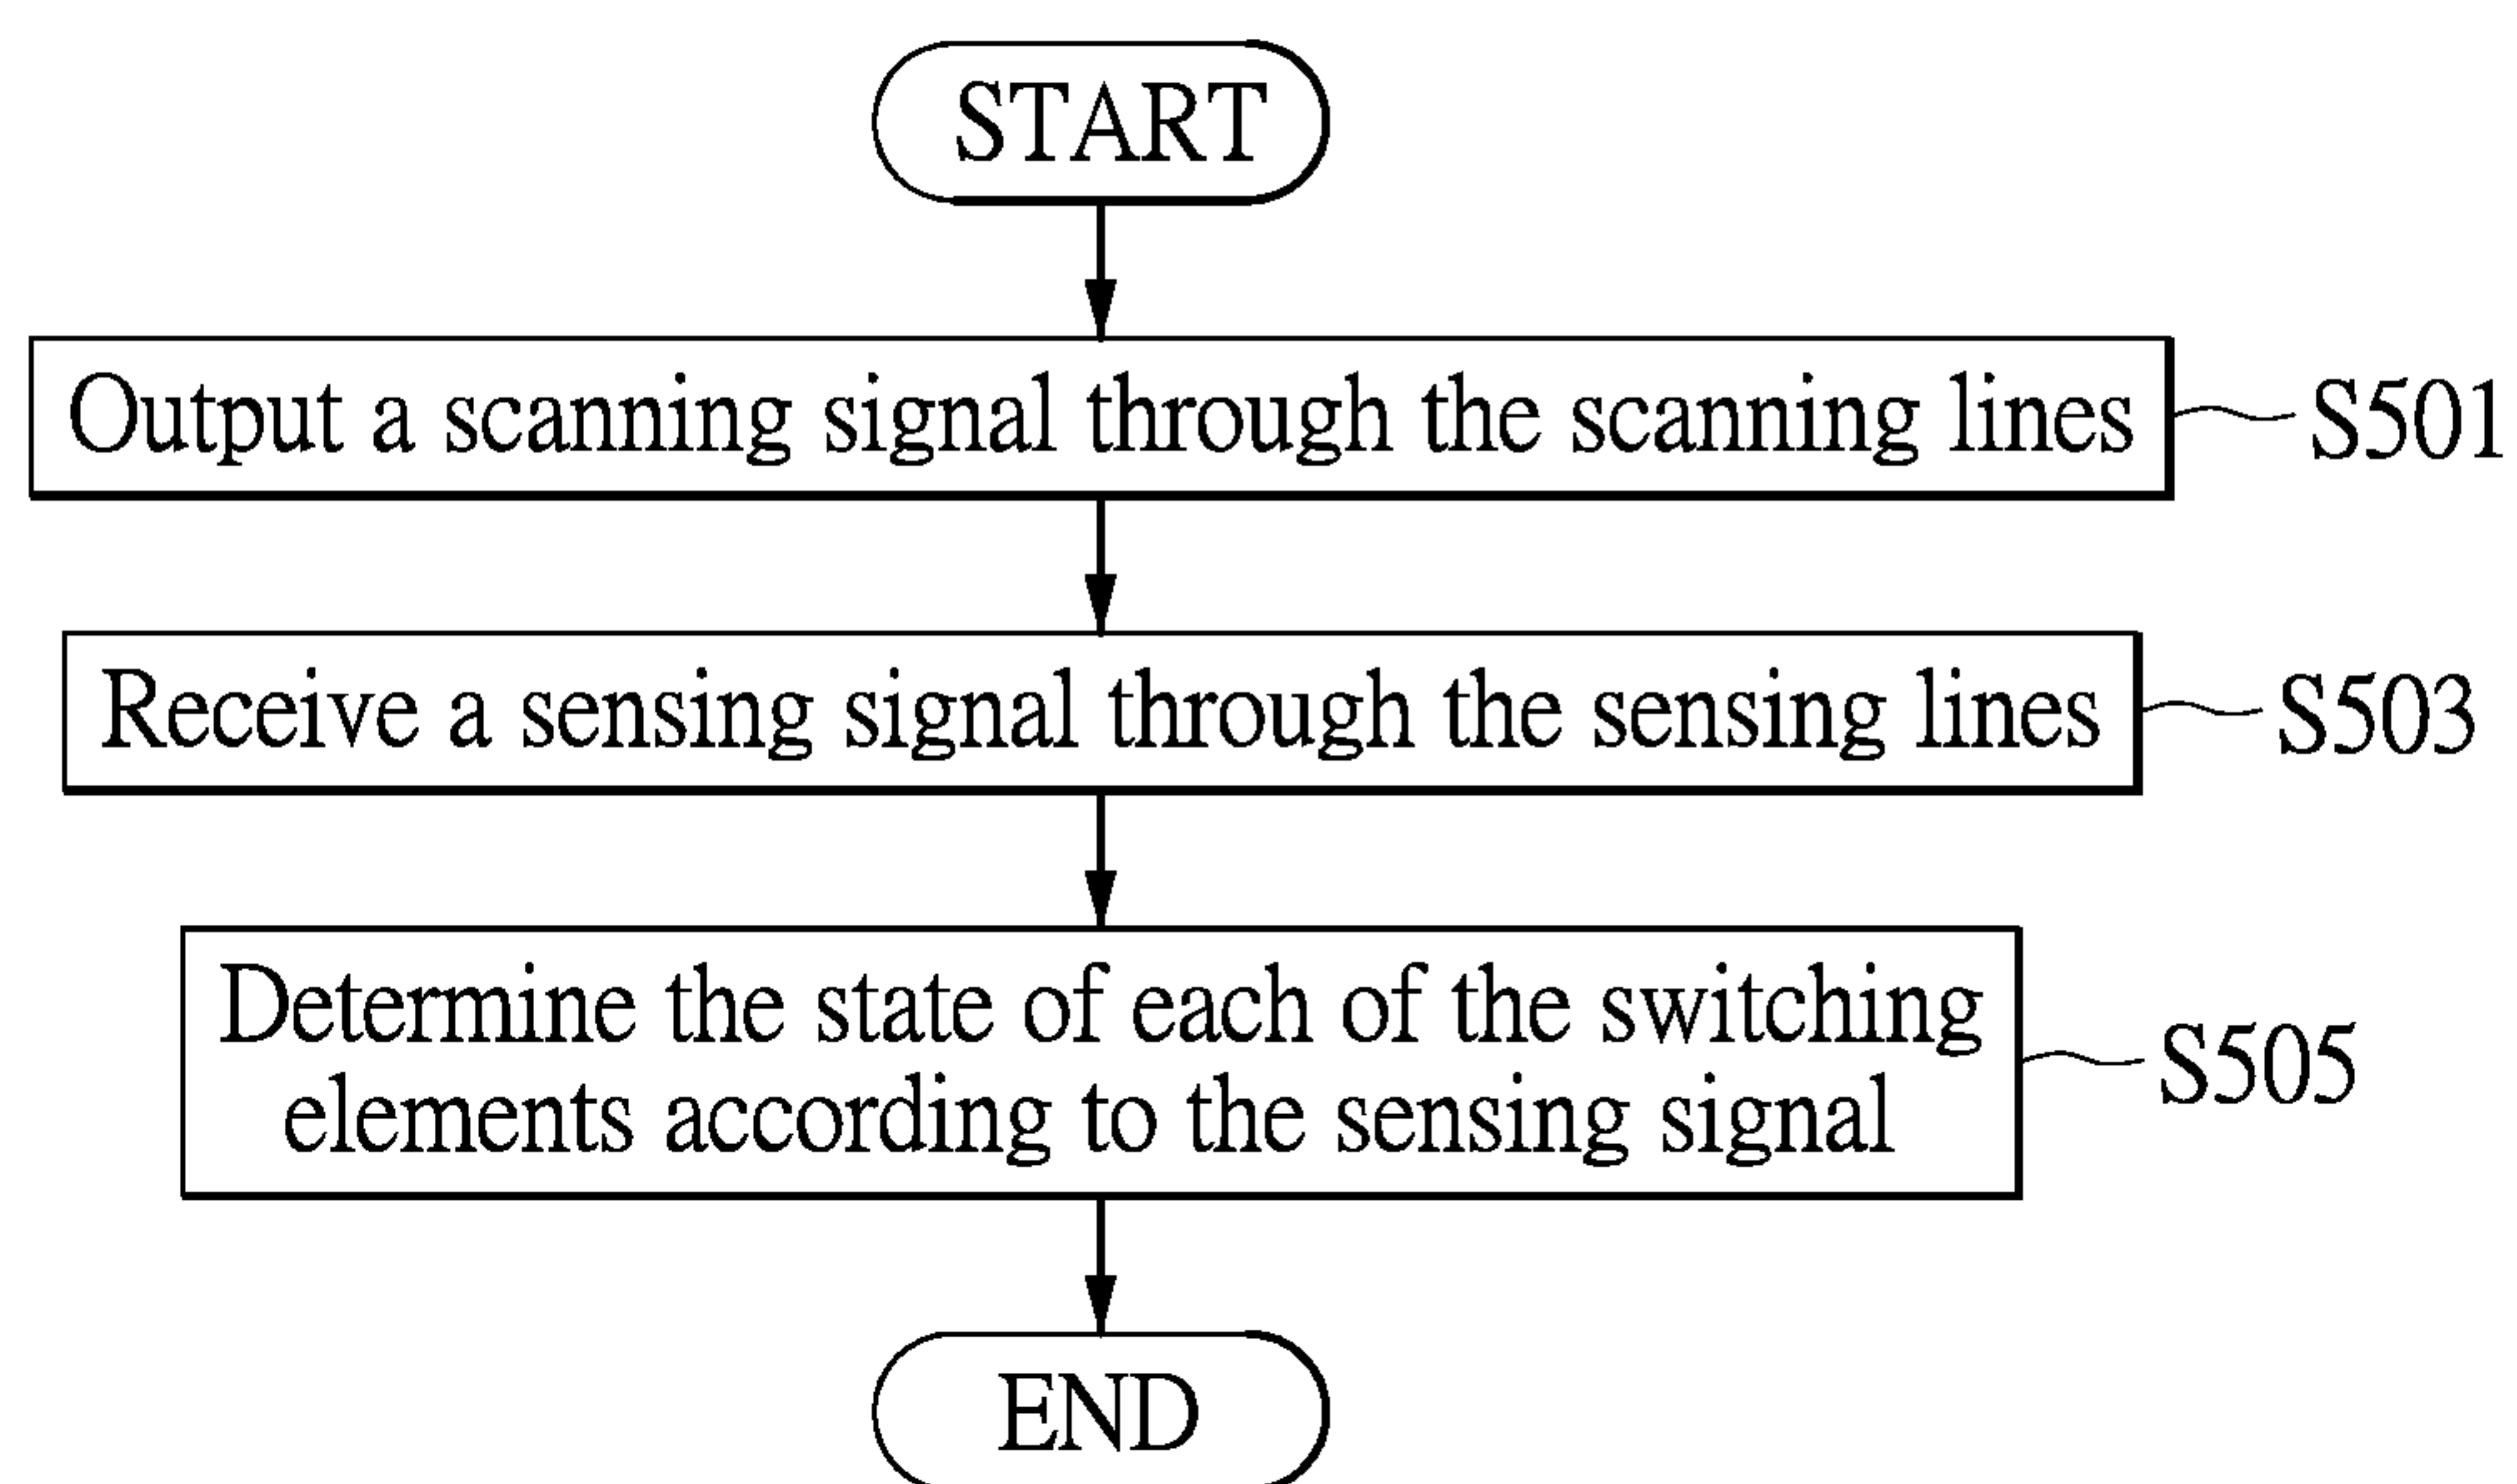 START
Output a scanning signal through the scanning lines
S501
Receive a sensing signal through the sensing lines
S503
Determine the state of each of the switching
elements according to the sensing signal
S505
END